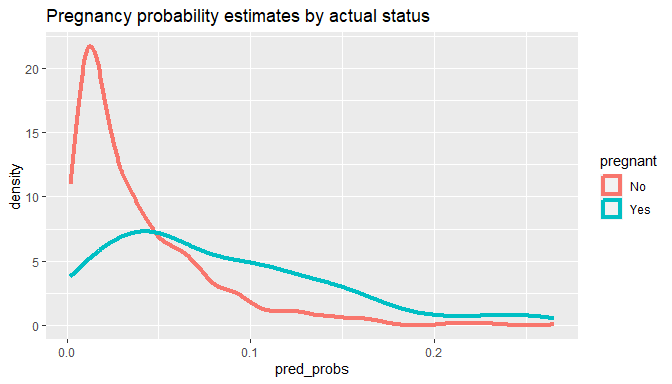 Pregnancy probability estimates by actual status
density
20
15
10
5
0
0.0
0.1
0.2
pred_probs
pregnant
No
Yes